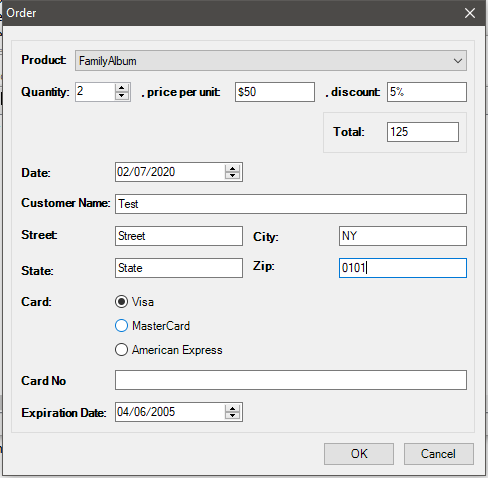 Order
Product: FamilyAlbum
Quantity: 2 , price per unit: $50 , discount: 5%
Total: 125
Date: 02/07/2020
Customer Name: Test
Street: Street City: NY
State: State Zip: 0101
Card: Visa
MasterCard
American Express
Card No
Expiration Date: 04/06/2005
OK Cancel